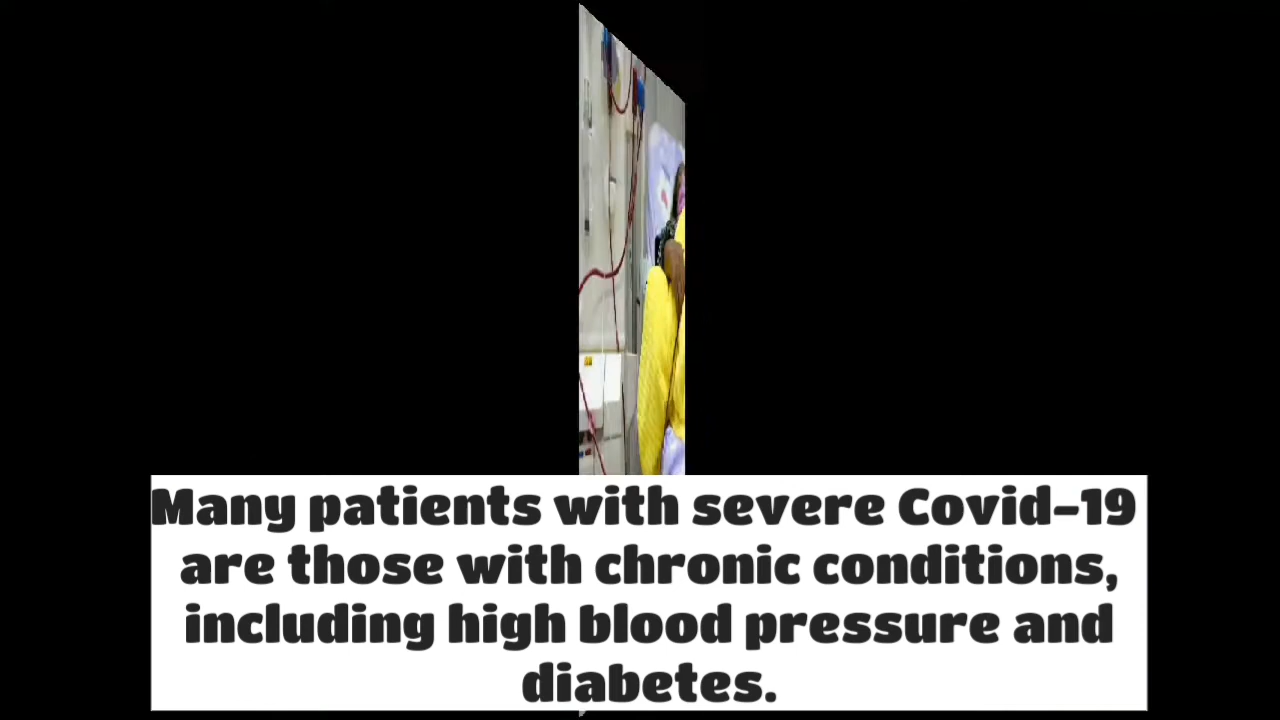 Many patients with severe Covid-19
are those with chronic conditions,
including high blood pressure and
diabetes.